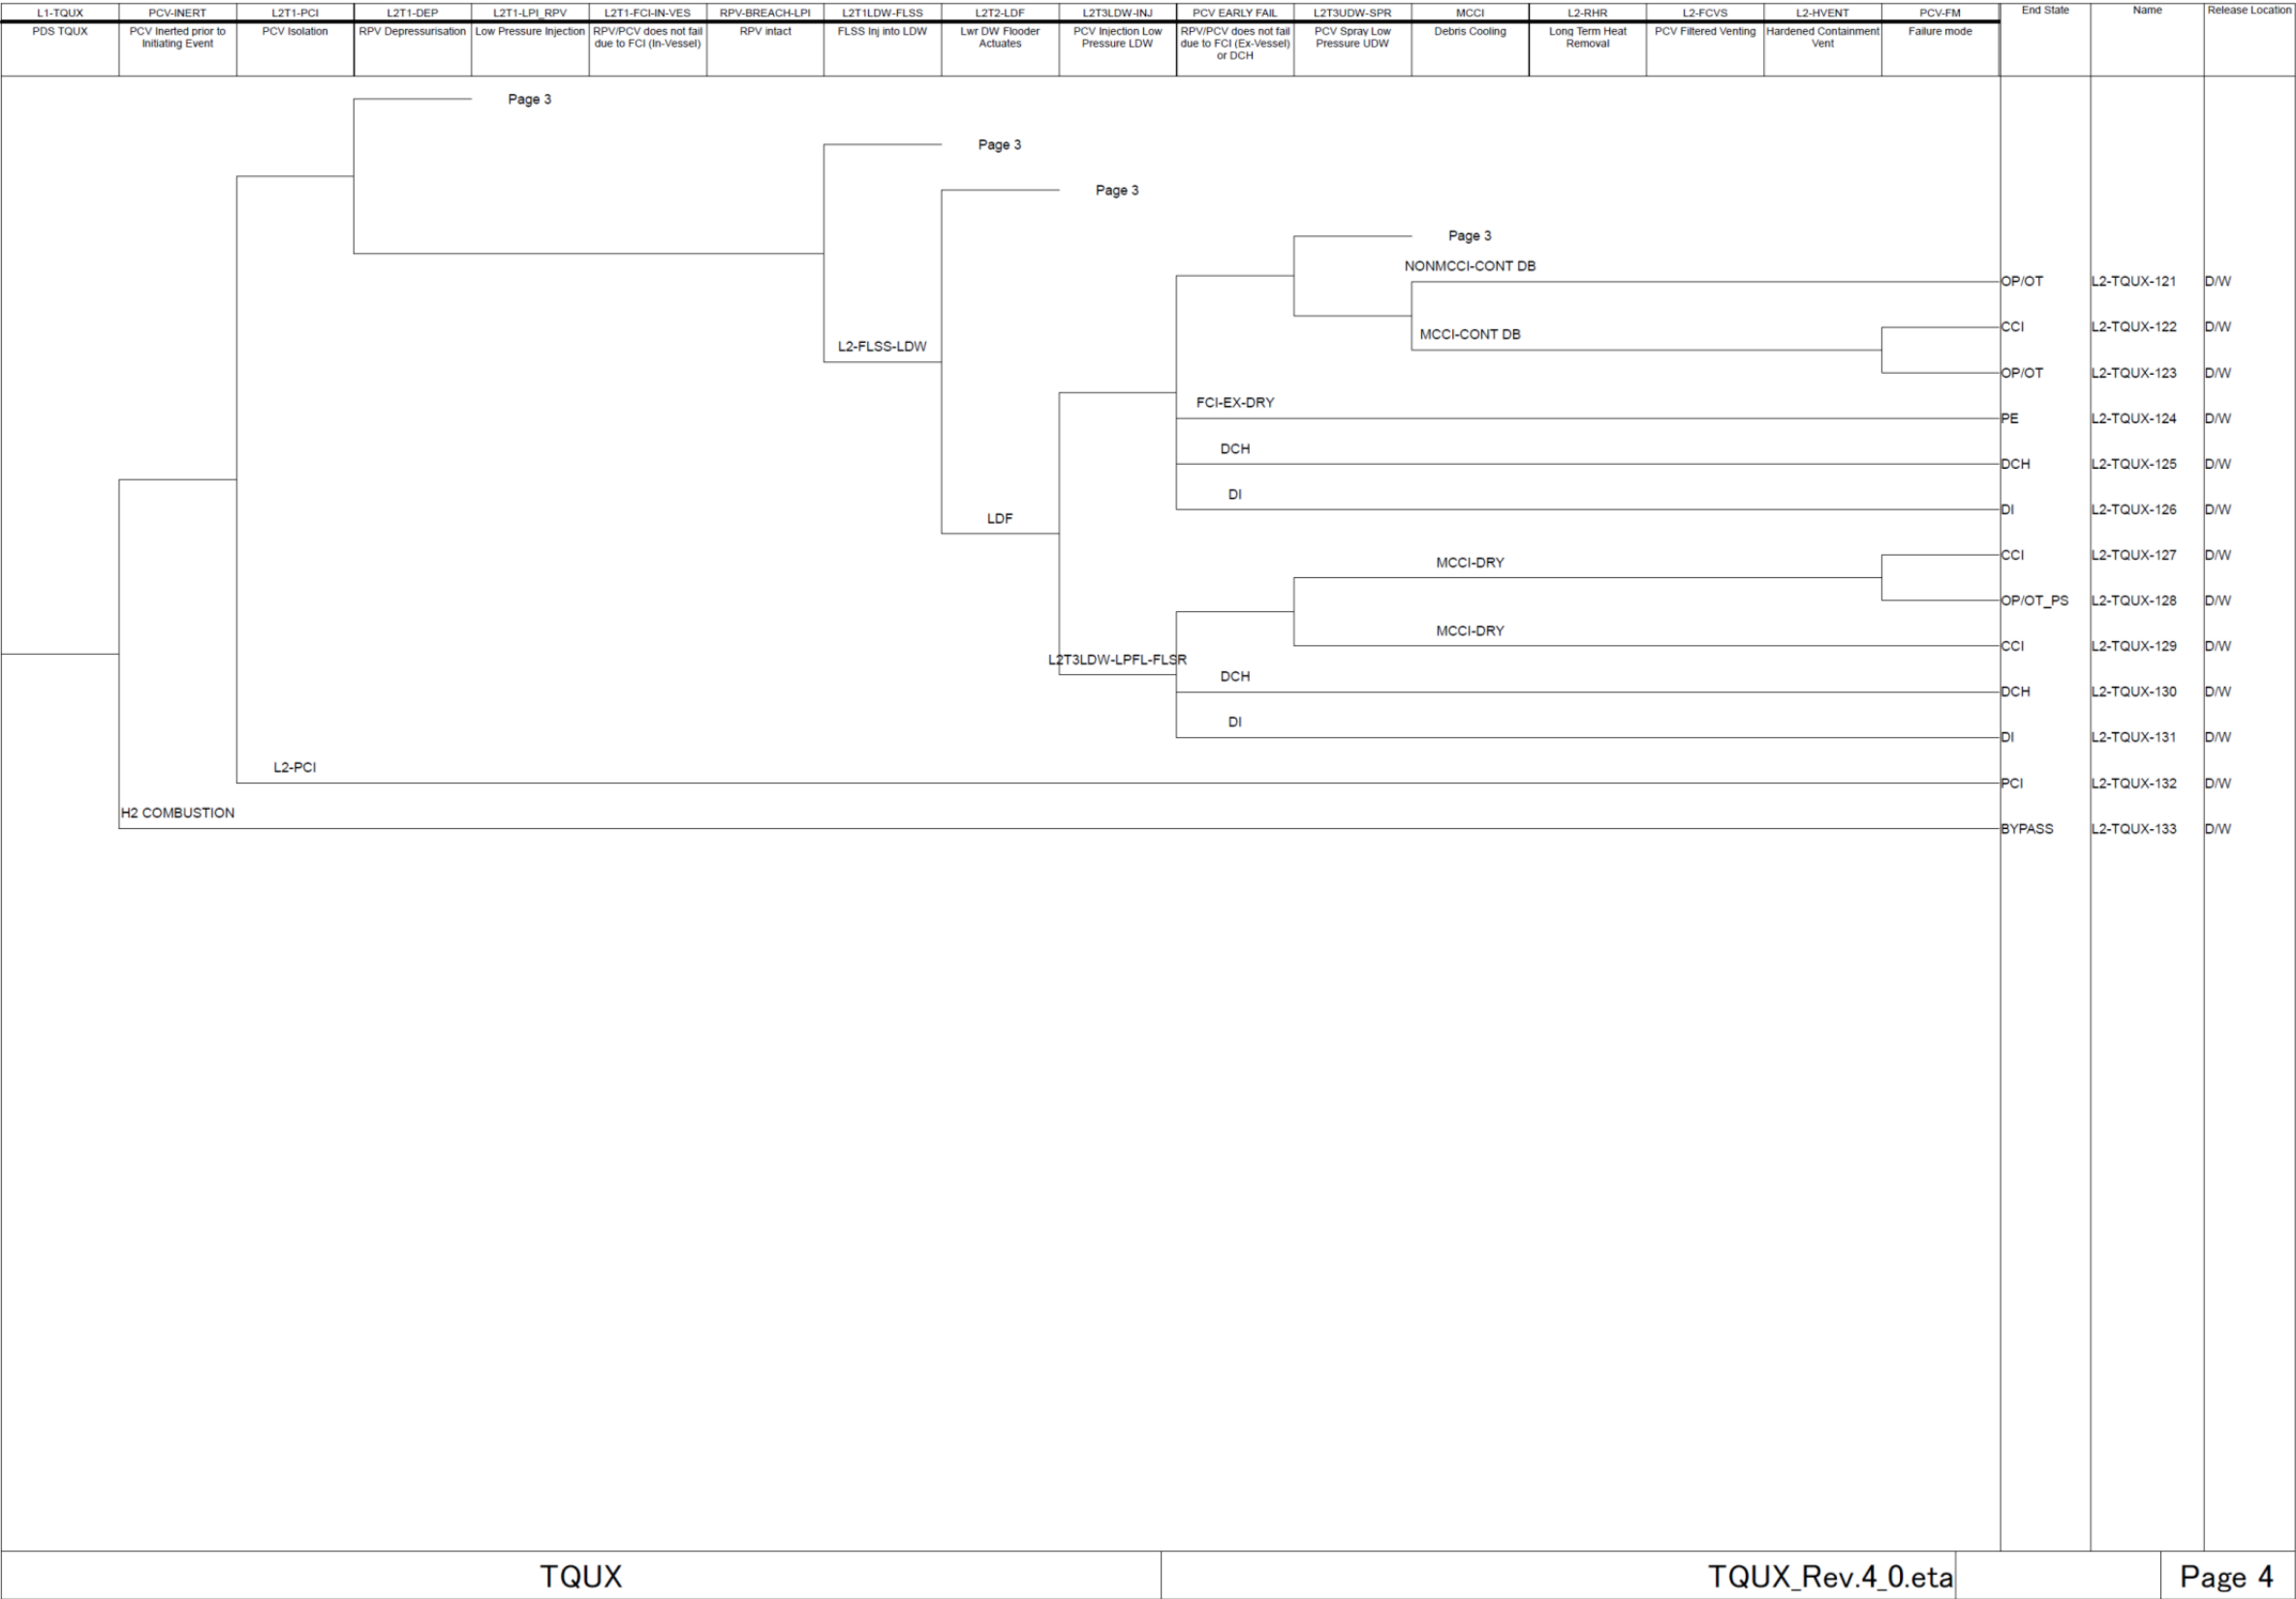 L1-TQUX PCV-INERT L2T1-PCI L2T1-DEP L2T1-LPI_RPV L2T1-FCI-IN-VES RPV-BREACH-LPI L2T1LDW-FLSS L2T2-LDF L2T3LDW-INJ PCV EARLY FAIL L2T3UDW-SPR MCCI L2-RHR L2-FCVS L2-HVENT PCV-FM End State Name Release Location
PDS TQUX
PCV Inerted prior to
Initiating Event
PCV Isolation
RPV Depressurisation
Low Pressure Injection
RPV/PCV does not fail
due to FCI (In-Vessel)
RPV intact
FLSS Inj into LDW
Lwr DW Flooder
Actuates
PCV Injection Low
Pressure LDW
RPV/PCV does not fail
due to FCI (Ex-Vessel)
or DCH
PCV Spray Low
Pressure UDW
Debris Cooling
Long Term Heat
Removal
PCV Filtered Venting
Hardened Containment
Vent
Failure mode
Page 3
Page 3
Page 3
Page 3
NONMCCI-CONT DB
OP/OT L2-TQUX-121 D/W
CCI L2-TQUX-122 D/W
MCCI-CONT DB
L2-FLSS-LDW
OP/OT L2-TQUX-123 D/W
FCI-EX-DRY
PE L2-TQUX-124 D/W
DCH
DCH L2-TQUX-125 D/W
DI
DI L2-TQUX-126 D/W
LDF
CCI L2-TQUX-127 D/W
MCCI-DRY
OP/OT_PS L2-TQUX-128 D/W
MCCI-DRY
CCI L2-TQUX-129 D/W
L2T3LDW-LPFL-FLSR
DCH
DCH L2-TQUX-130 D/W
DI
DI L2-TQUX-131 D/W
L2-PCI
PCI L2-TQUX-132 D/W
H2 COMBUSTION
BYPASS L2-TQUX-133 D/W
TQUX TQUX_Rev.4_0.eta Page 4